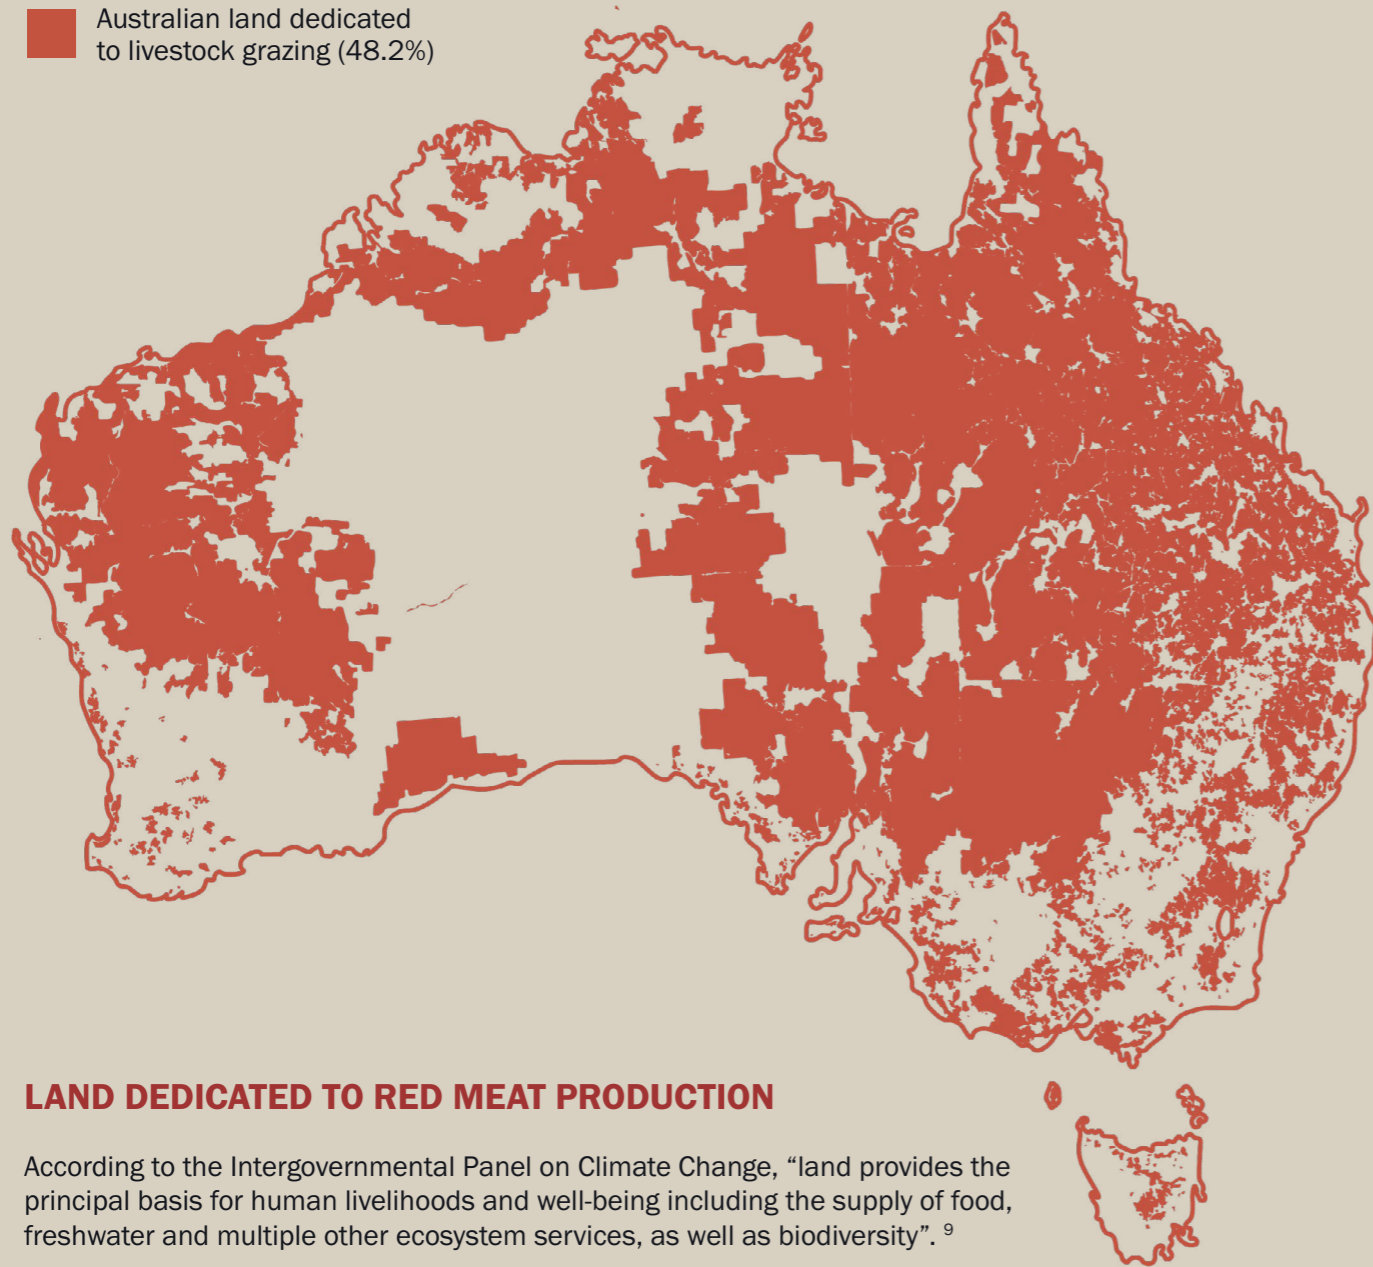 Australian land dedicated
to livestock grazing (48.2%)
LAND DEDICATED TO RED MEAT PRODUCTION
According to the Intergovernmental Panel on Climate Change, “land provides the
principal basis for human livelihoods and well-being including the supply of food,
freshwater and multiple other ecosystem services, as well as biodiversity”. ⁹